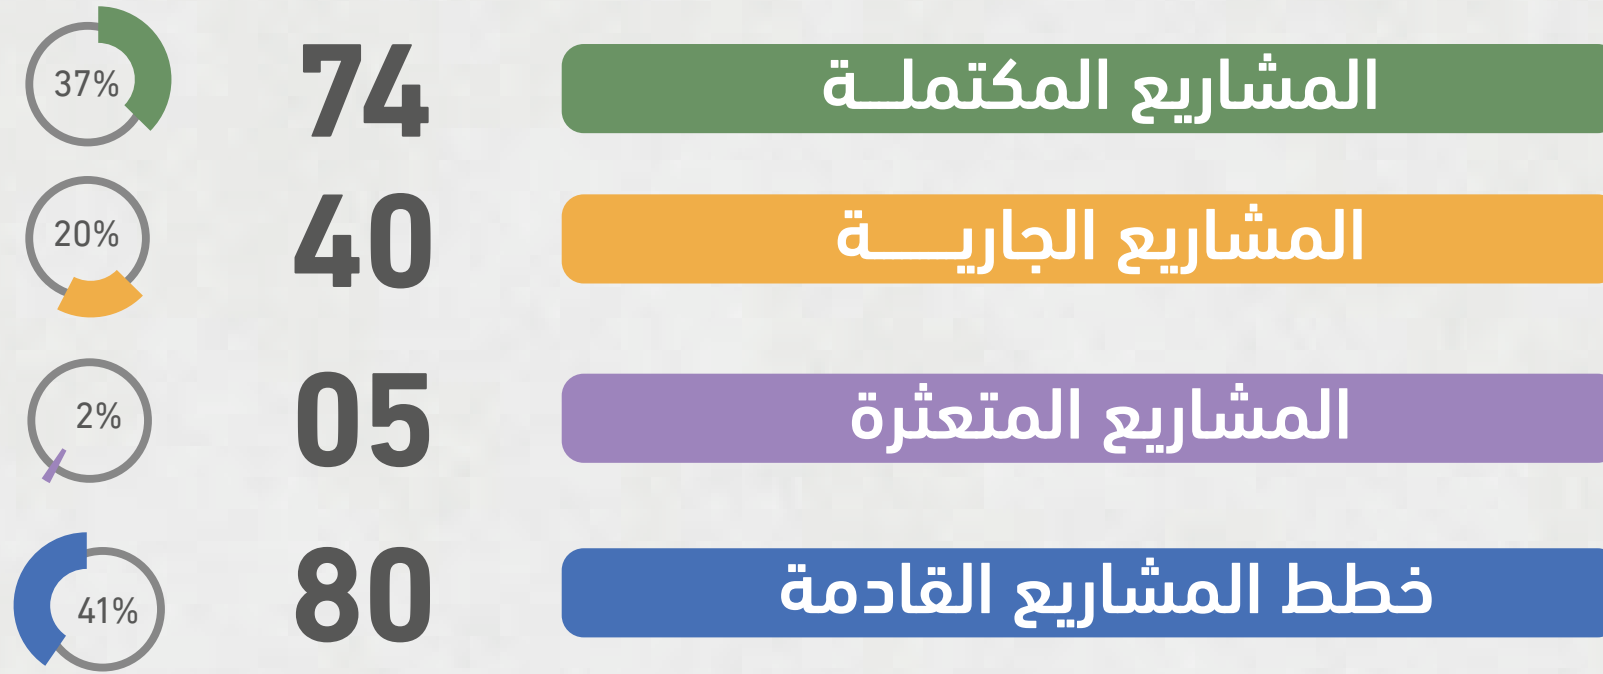 المشاريع المكتملـــة 74 37%
المشاريع الجاريـــــة 40 20%
المشاريع المتعثرة 05 2%
خطط المشاريع القادمة 80 41%